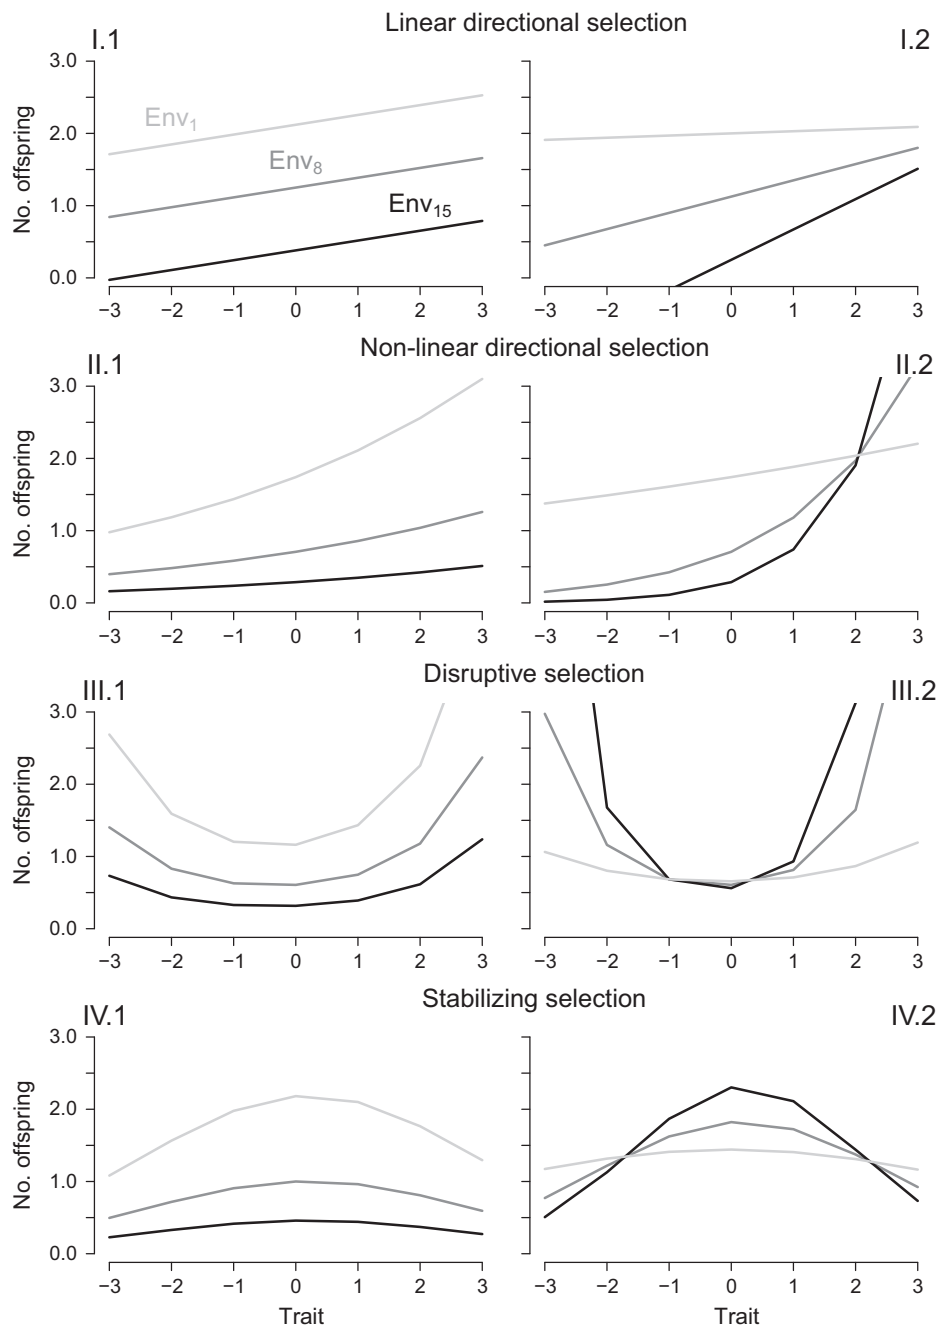 Linear directional selection
I.1
I.2
3.0
2.0
1.0
0.0
No. offspring
Env1
Env8
Env15
−3 −2 −1 0 1 2 3
−3 −2 −1 0 1 2 3
Non-linear directional selection
II.1
II.2
3.0
2.0
1.0
0.0
No. offspring
−3 −2 −1 0 1 2 3
−3 −2 −1 0 1 2 3
Disruptive selection
III.1
III.2
3.0
2.0
1.0
0.0
No. offspring
−3 −2 −1 0 1 2 3
−3 −2 −1 0 1 2 3
Stabilizing selection
IV.1
IV.2
3.0
2.0
1.0
0.0
No. offspring
−3 −2 −1 0 1 2 3
−3 −2 −1 0 1 2 3
Trait
Trait